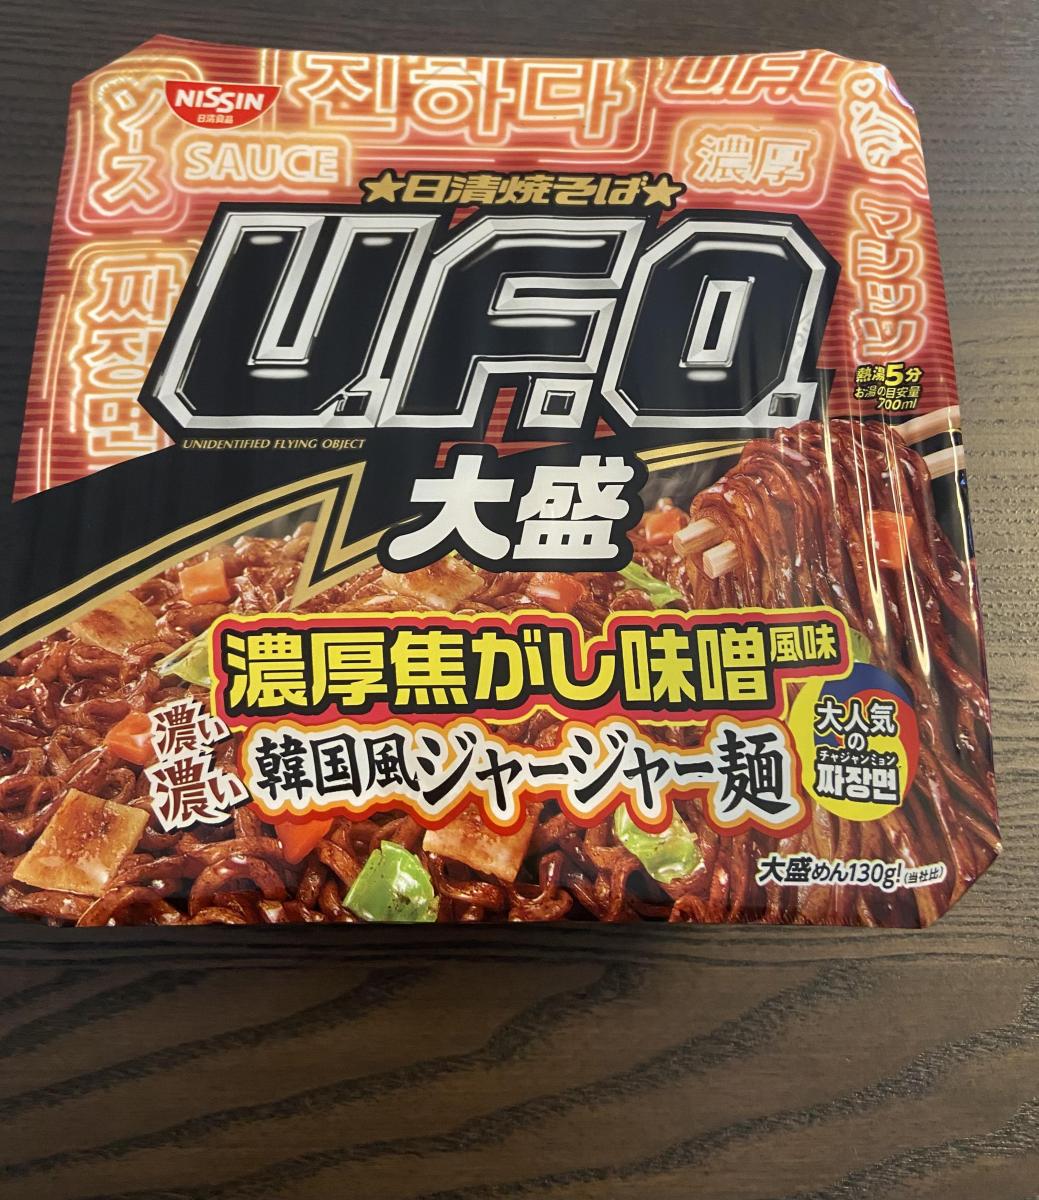 NISSIN
日清食品
ソース
SAUCE
진하다
U.F.O.
濃厚
マシッソ
짜장면
★日清焼そば★
U.F.O.
UNIDENTIFIED FLYING OBJECT
熱湯5分
お湯の目安量
700ml
大盛
濃厚焦がし味噌風味
濃い
濃い
韓国風ジャージャー麺
大人気
の
チャジャンミョン
짜장면
大盛めん130g!(当社比)